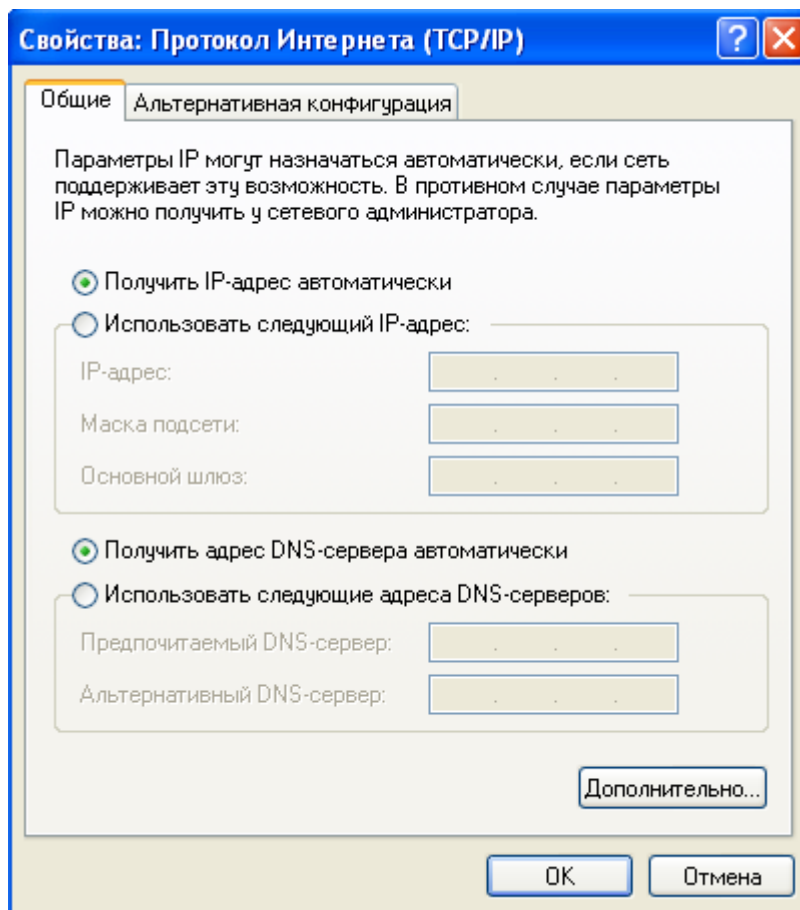 Свойства: Протокол Интернета (TCP/IP)
?
Общие
Альтернативная конфигурация
Параметры IP могут назначаться автоматически, если сеть
поддерживает эту возможность. В противном случае параметры
IP можно получить у сетевого администратора.
Получить IP-адрес автоматически
Использовать следующий IP-адрес:
IP-адрес:
Маска подсети:
Основной шлюз:
Получить адрес DNS-сервера автоматически
Использовать следующие адреса DNS-серверов:
Предпочитаемый DNS-сервер:
Альтернативный DNS-сервер:
Дополнительно...
ОК
Отмена